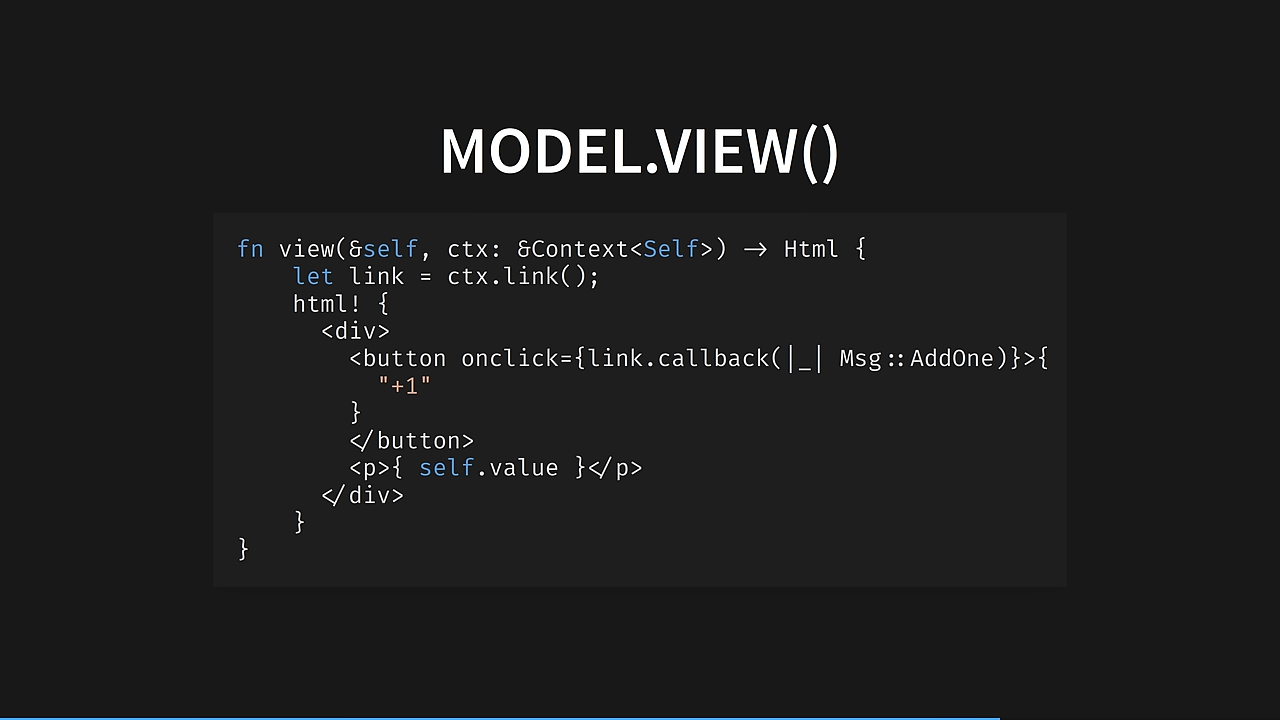 MODEL.VIEW()
fn view(&self, ctx: &Context<Self>) -> Html {
    let link = ctx.link();
    html! {
      <div>
        <button onclick={link.callback(|_| Msg::AddOne)}>{
          "+1"
        }
        </button>
        <p>{ self.value }</p>
      </div>
    }
}